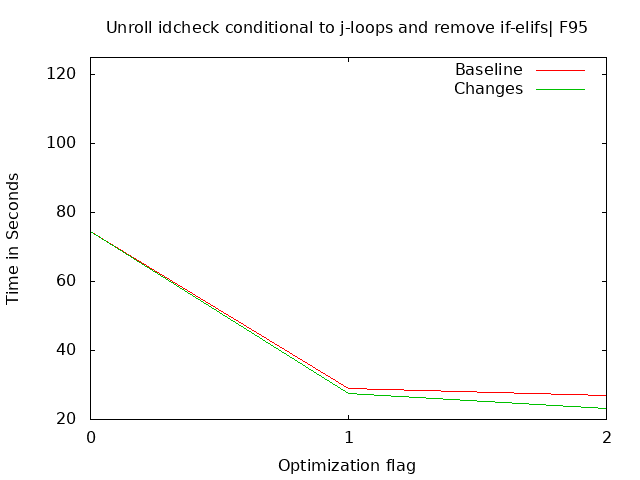 Unroll idcheck conditional to j-loops and remove if-elifs| F95
Baseline
Changes
120
100
80
60
40
20
Time in Seconds
0 1 2
Optimization flag